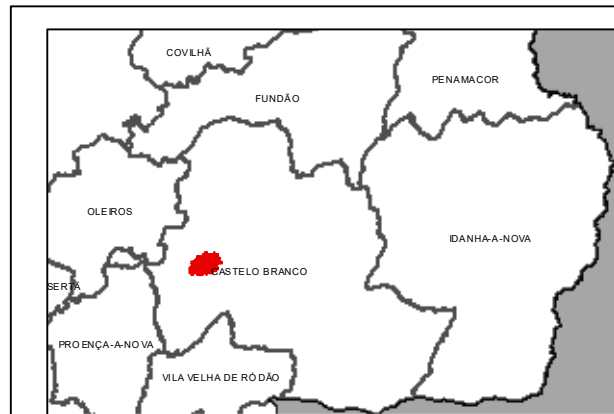 COVILHÃ
PENAMACOR
FUNDÃO
OLEIROS
IDANHA-A-NOVA
CASTELO BRANCO
SERTÃ
PROENÇA-A-NOVA
VILA VELHA DE RÓDÃO